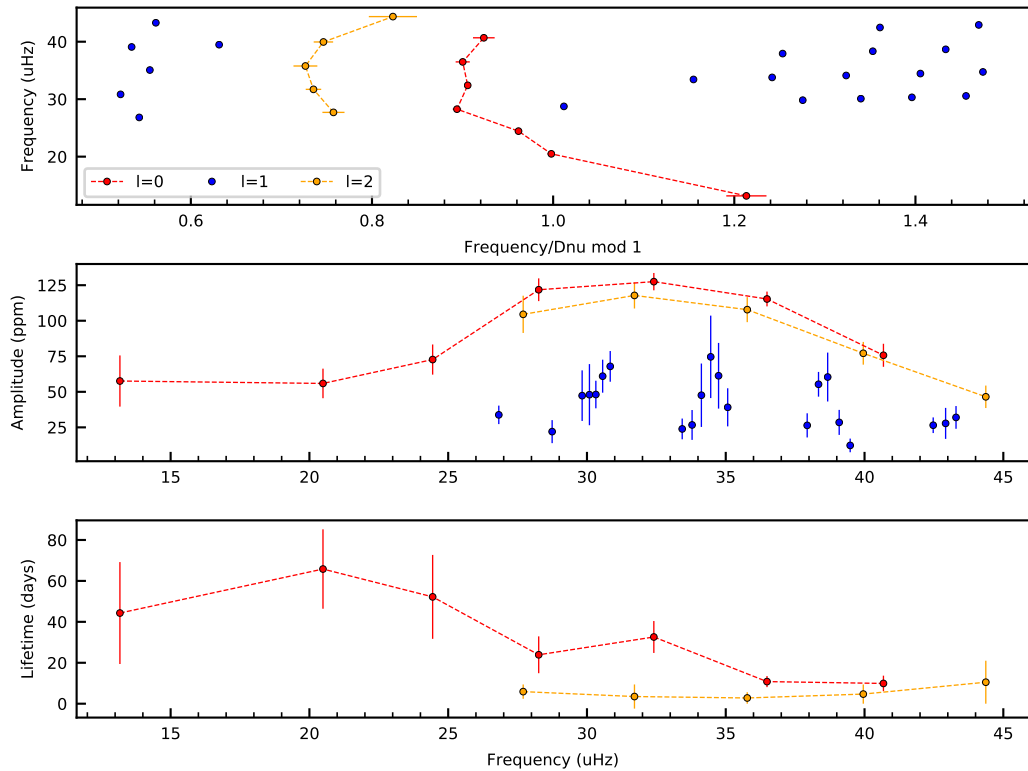 Frequency (uHz)
40
30
20
l=0 l=1 l=2
0.6 0.8 1.0 1.2 1.4
Frequency/Dnu mod 1
Amplitude (ppm)
125
100
75
50
25
15 20 25 30 35 40 45
Lifetime (days)
80
60
40
20
0
15 20 25 30 35 40 45
Frequency (uHz)